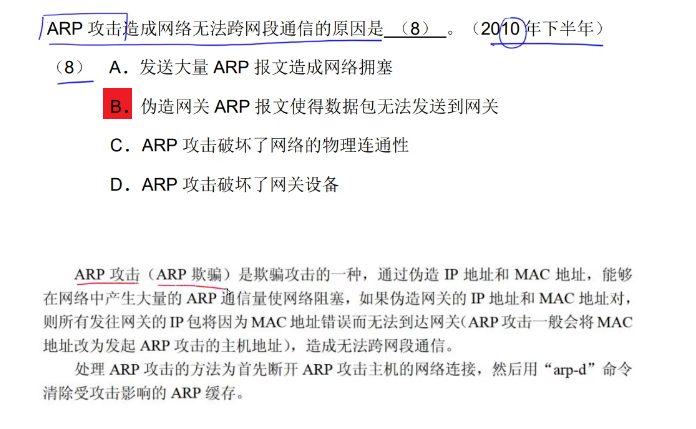 ARP 攻击造成网络无法跨网段通信的原因是 （8） 。（2010 年下半年）
（8） A．发送大量 ARP 报文造成网络拥塞
B．伪造网关 ARP 报文使得数据包无法发送到网关
C．ARP 攻击破坏了网络的物理连通性
D．ARP 攻击破坏了网关设备
ARP 攻击（ARP 欺骗）是欺骗攻击的一种，通过伪造 IP 地址和 MAC 地址，能够
在网络中产生大量的 ARP 通信量使网络阻塞，如果伪造网关的 IP 地址和 MAC 地址对，
则所有发往网关的 IP 包将因为 MAC 地址错误而无法到达网关（ARP 攻击一般会将 MAC
地址改为发起 ARP 攻击的主机地址），造成无法跨网段通信。
处理 ARP 攻击的方法为首先断开 ARP 攻击主机的网络连接，然后用“arp-d”命令
清除受攻击影响的 ARP 缓存。